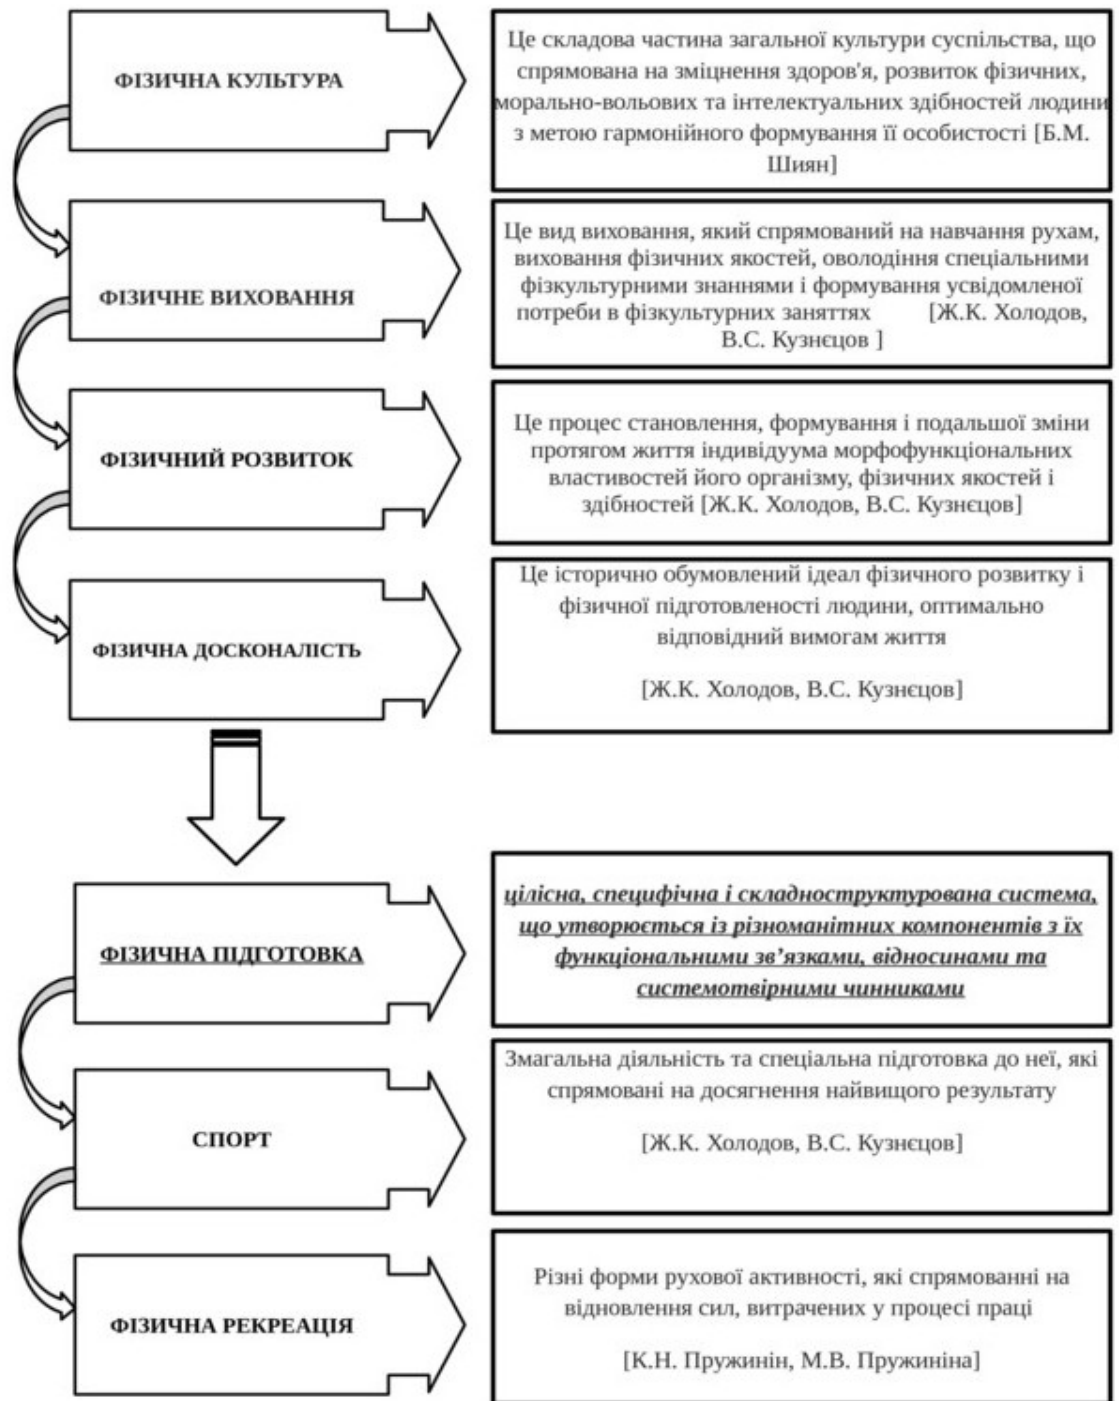 ФІЗИЧНА КУЛЬТУРА
Це складова частина загальної культури суспільства, що
спрямована на зміцнення здоров'я, розвиток фізичних,
морально-вольових та інтелектуальних здібностей людини
з метою гармонійного формування її особистості [Б.М.
Шиян]
ФІЗИЧНЕ ВИХОВАННЯ
Це вид виховання, який спрямований на навчання рухам,
виховання фізичних якостей, оволодіння спеціальними
фізкультурними знаннями і формування усвідомленої
потреби в фізкультурних заняттях [Ж.К. Холодов,
В.С. Кузнєцов ]
ФІЗИЧНИЙ РОЗВИТОК
Це процес становлення, формування і подальшої зміни
протягом життя індивідуума морфофункціональних
властивостей його організму, фізичних якостей і
здібностей [Ж.К. Холодов, В.С. Кузнєцов]
ФІЗИЧНА ДОСКОНАЛІСТЬ
Це історично обумовлений ідеал фізичного розвитку і
фізичної підготовленості людини, оптимально
відповідний вимогам життя
[Ж.К. Холодов, В.С. Кузнєцов]
ФІЗИЧНА ПІДГОТОВКА
цілісна, специфічна і складноструктурована система,
що утворюється із різноманітних компонентів з їх
функціональними зв’язками, відносинами та
системотвірними чинниками
СПОРТ
Змагальна діяльність та спеціальна підготовка до неї, які
спрямовані на досягнення найвищого результату
[Ж.К. Холодов, В.С. Кузнєцов]
ФІЗИЧНА РЕКРЕАЦІЯ
Різні форми рухової активності, які спрямованні на
відновлення сил, витрачених у процесі праці
[К.Н. Пружинін, М.В. Пружиніна]